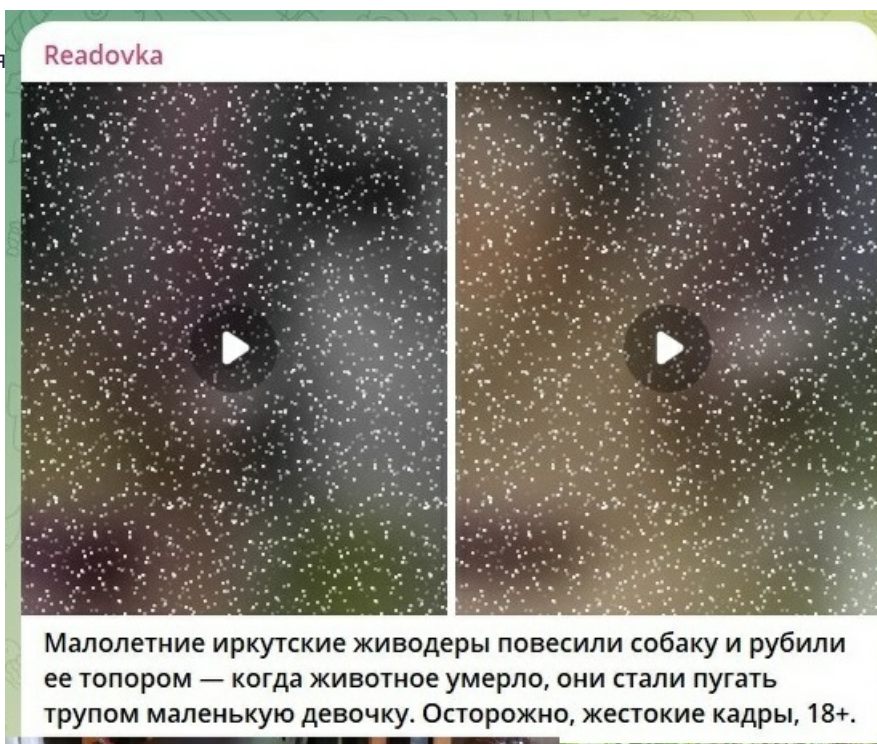 Readovka
Малолетние иркутские живодеры повесили собаку и рубили
ее топором — когда животное умерло, они стали пугать
трупом маленькую девочку. Осторожно, жестокие кадры, 18+.